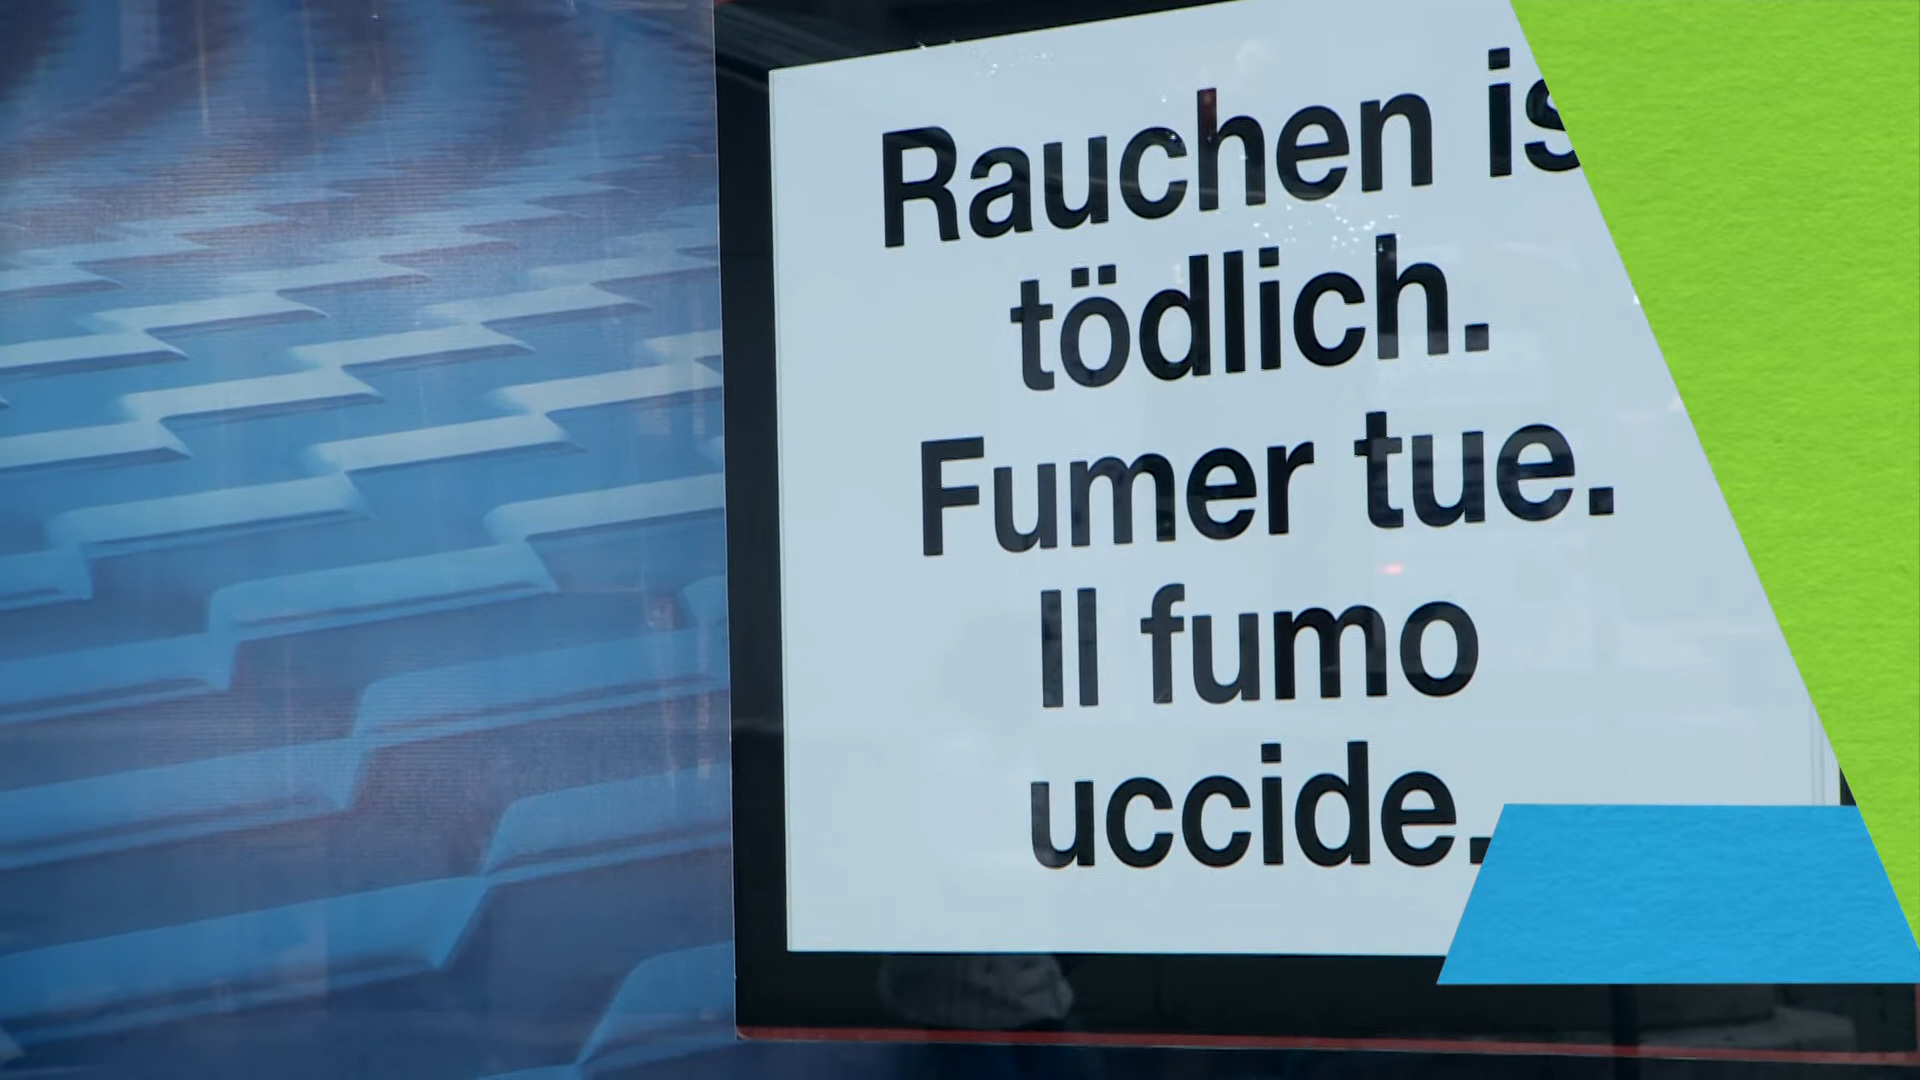 Rauchen is
tödlich.
Fumer tue.
Il fumo
uccide.